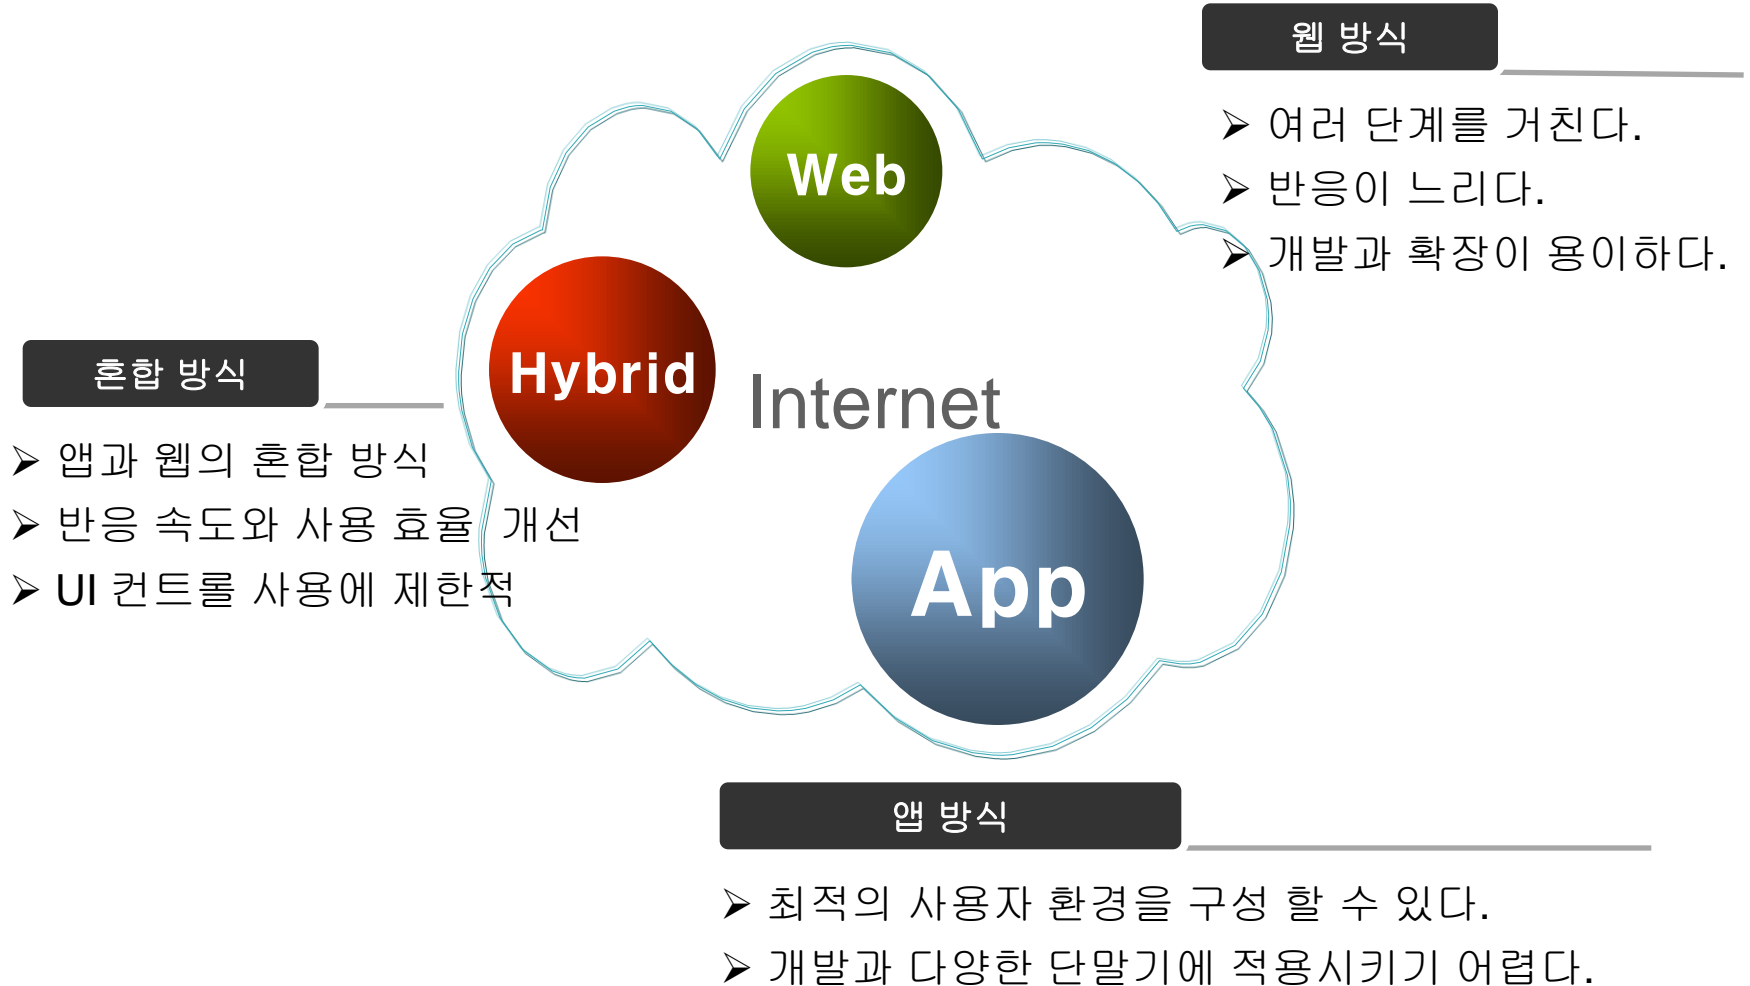 웹 방식
➢ 여러 단계를 거친다.
➢ 반응이 느리다.
➢ 개발과 확장이 용이하다.
Web
Hybrid
Internet
App
혼합 방식
➢ 앱과 웹의 혼합 방식
➢ 반응 속도와 사용 효율 개선
➢ UI 컨트롤 사용에 제한적
앱 방식
➢ 최적의 사용자 환경을 구성 할 수 있다.
➢ 개발과 다양한 단말기에 적용시키기 어렵다.